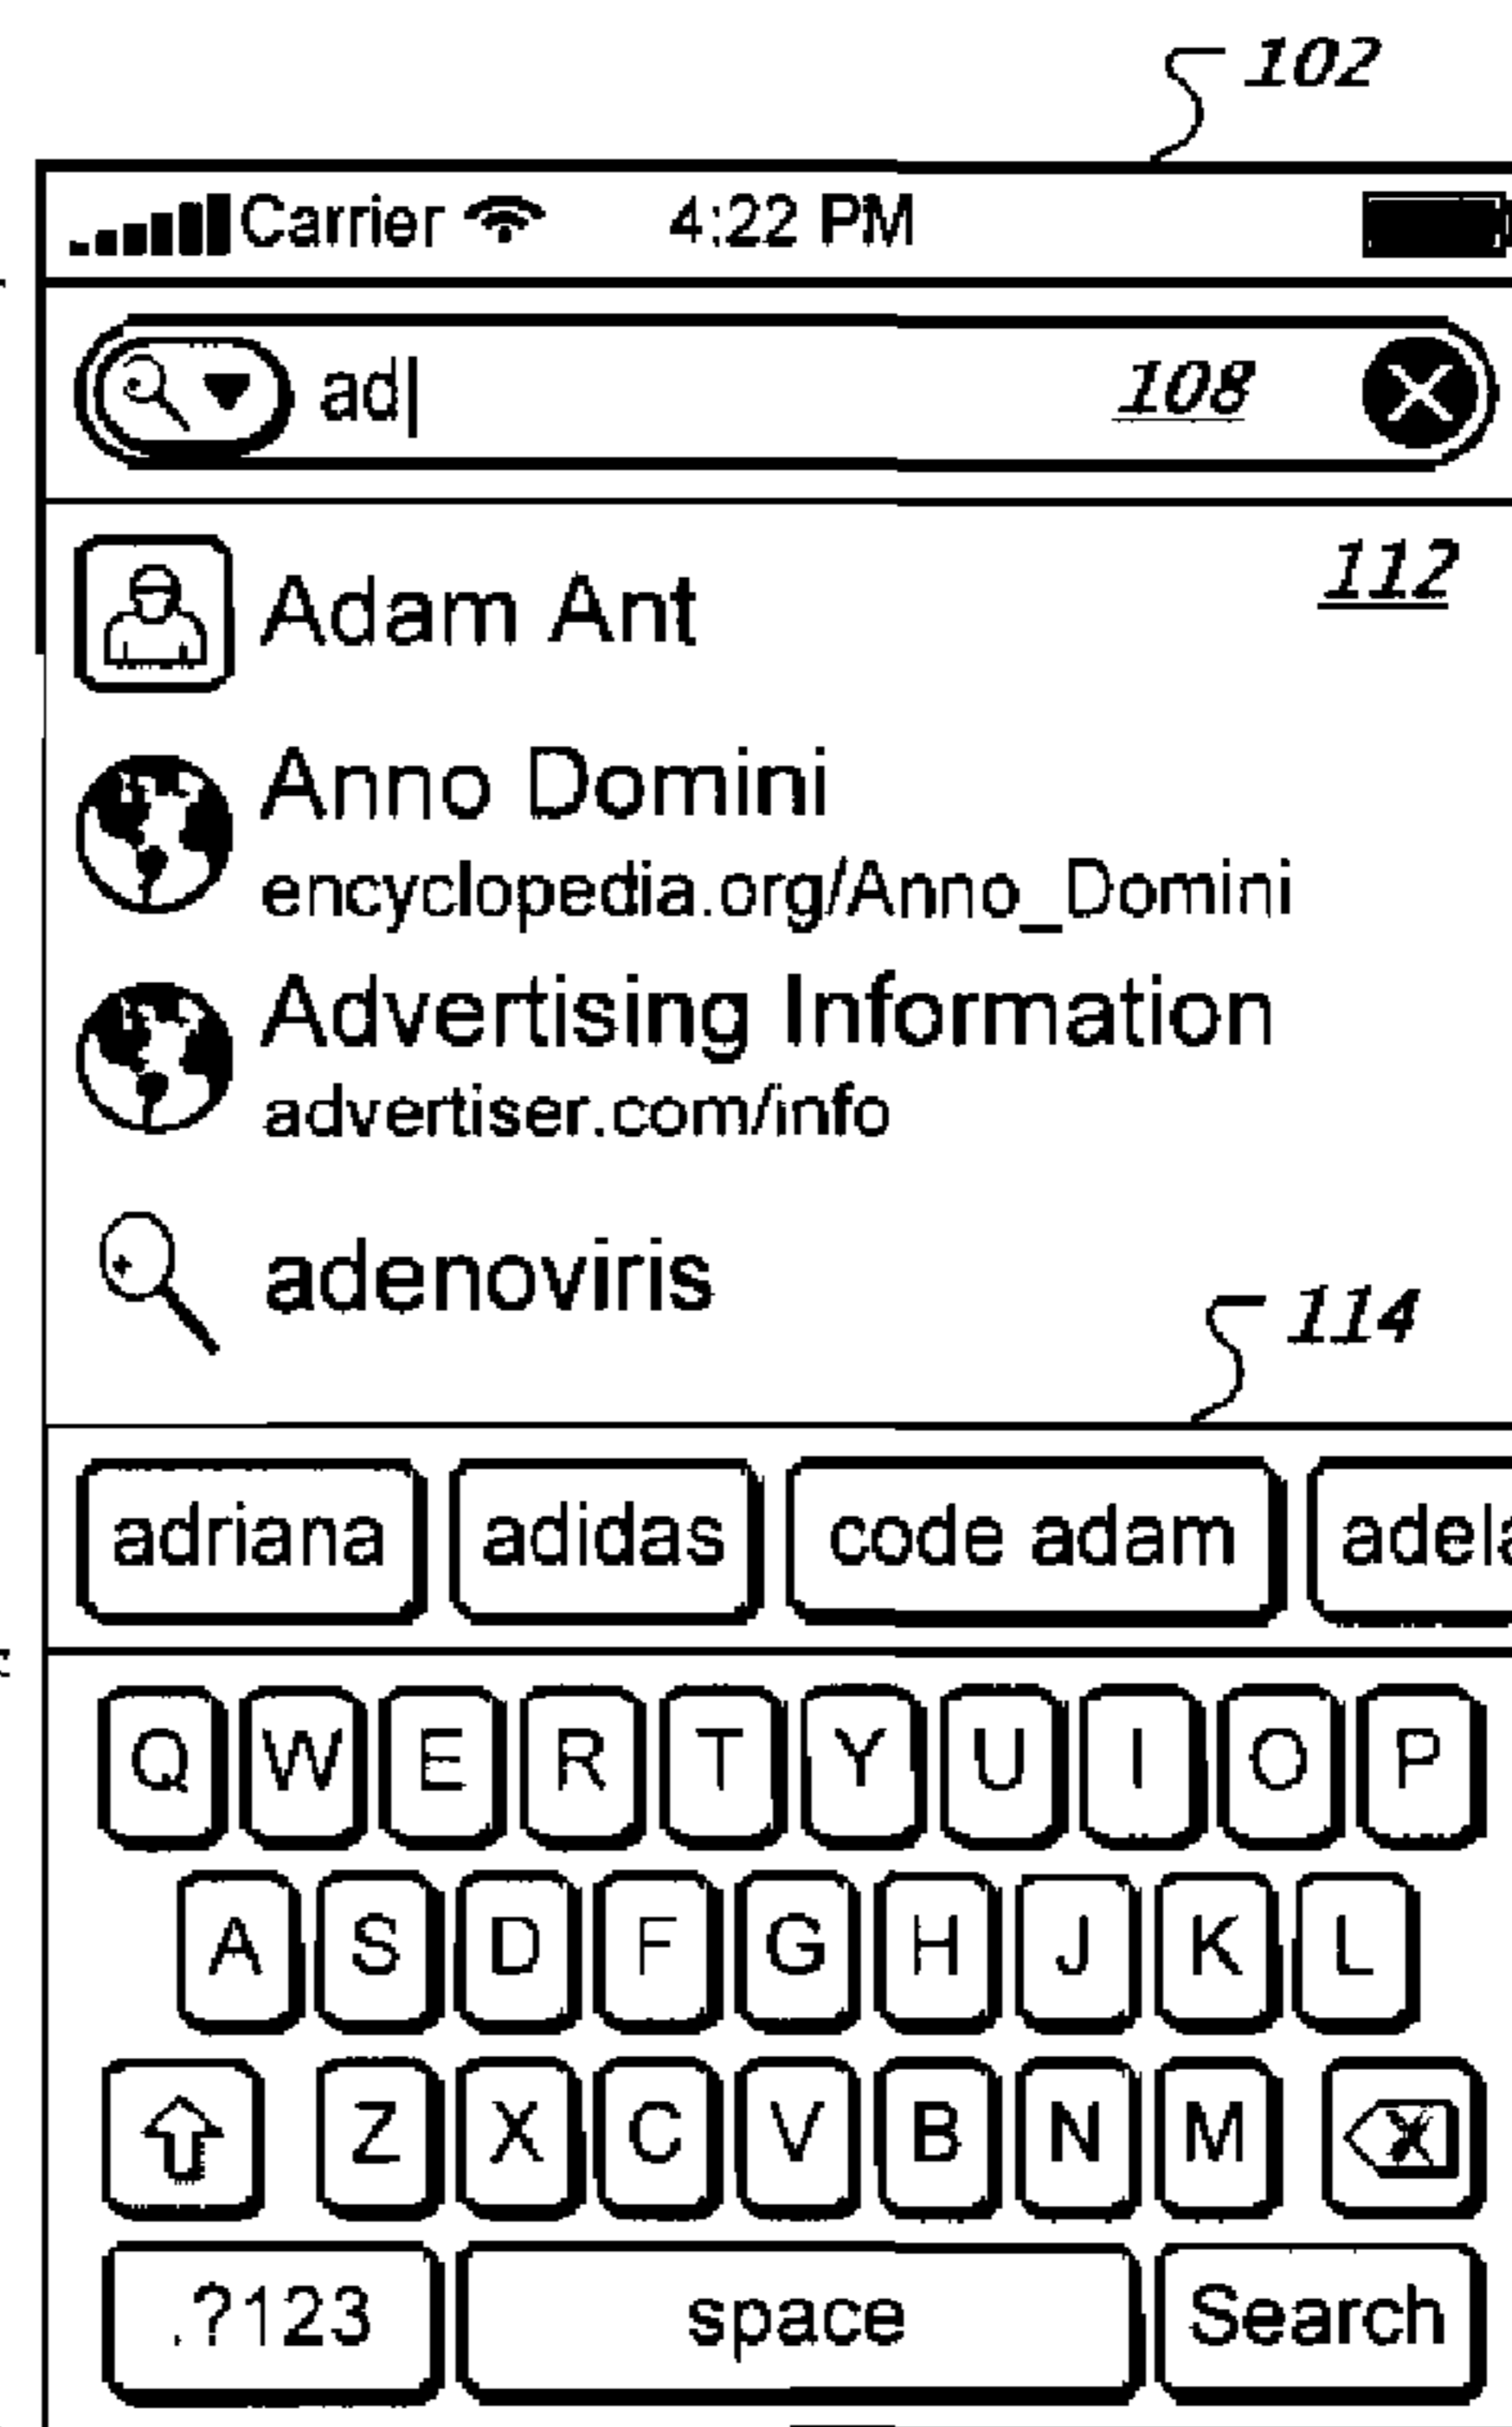 102
Carrier 4:22 PM
ad 108
Adam Ant 112
Anno Domini
encyclopedia.org/Anno_Domini
Advertising Information
advertiser.com/info
adenoviris
114
adriana adidas code adam adela
Q W E R T Y U I O P
A S D F G H J K L
Z X C V B N M
.?123 space Search